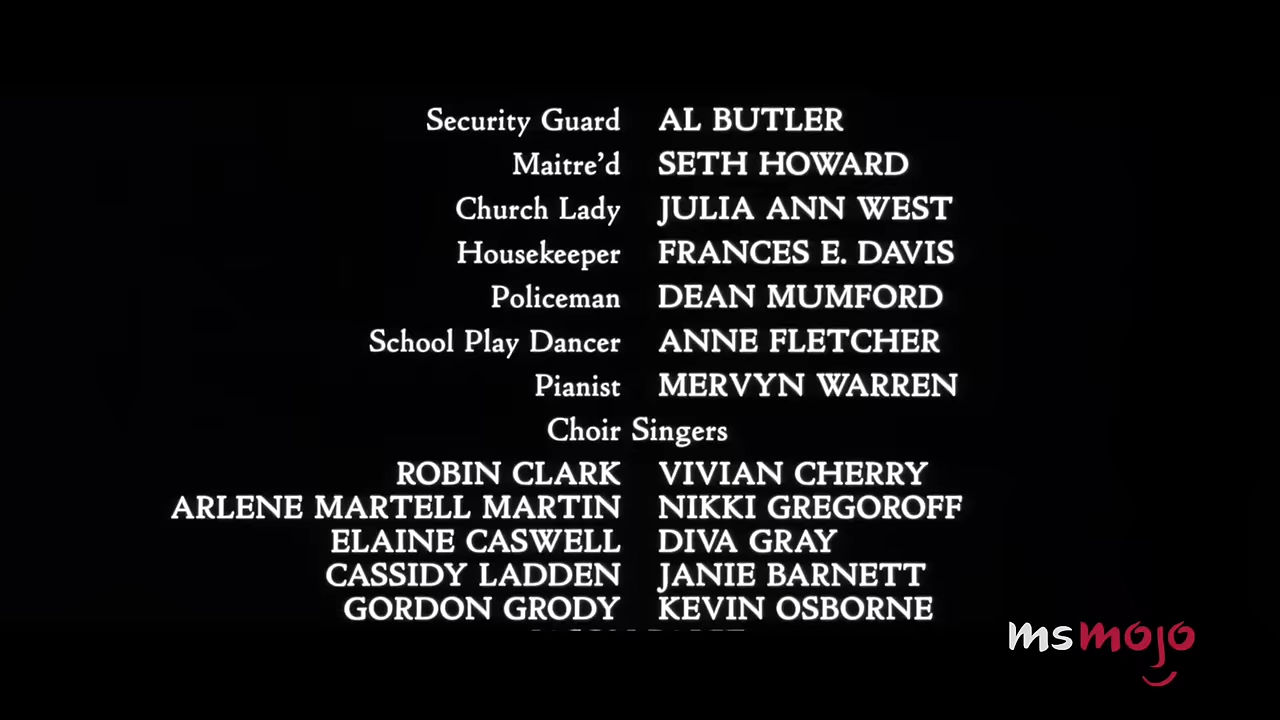 Security Guard AL BUTLER
Maitre'd SETH HOWARD
Church Lady JULIA ANN WEST
Housekeeper FRANCES E. DAVIS
Policeman DEAN MUMFORD
School Play Dancer ANNE FLETCHER
Pianist MERVYN WARREN
Choir Singers
ROBIN CLARK VIVIAN CHERRY
ARLENE MARTELL MARTIN NIKKI GREGOROFF
ELAINE CASWELL DIVA GRAY
CASSIDY LADDEN JANIE BARNETT
GORDON GRODY KEVIN OSBORNE
msmojo